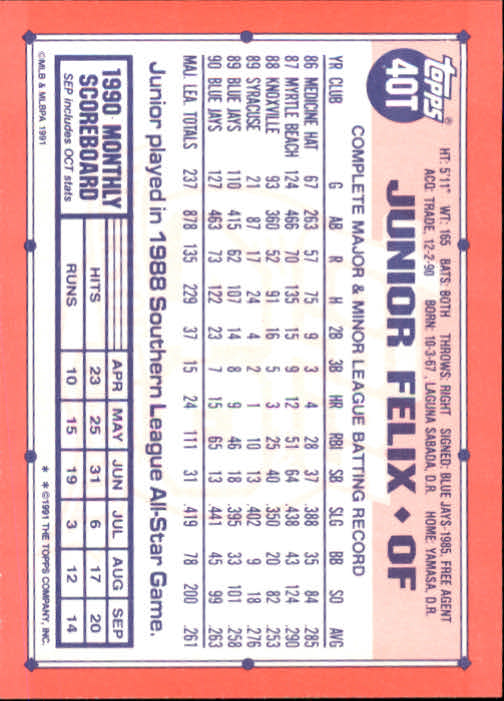 Topps®
40T
JUNIOR FELIX ◆ OF
HT: 5'11" WT: 165 BATS: BOTH THROWS: RIGHT SIGNED: BLUE JAYS-1985, FREE AGENT
ACQ: TRADE, 12-2-90 BORN: 10-3-67, LAGUNA SABADA, D.R. HOME: YAMASA, D.R.
COMPLETE MAJOR & MINOR LEAGUE BATTING RECORD
YR CLUB G AB R H 2B 3B HR RBI SB SLG BB SO AVG
86 MEDICINE HAT 67 263 57 75 9 3 4 28 37 .388 35 84 .285
87 MYRTLE BEACH 124 466 70 135 15 9 12 51 64 .438 43 124 .290
88 KNOXVILLE 93 360 52 91 16 5 3 25 40 .350 20 82 .253
89 SYRACUSE 21 87 17 24 4 2 1 10 13 .402 9 18 .276
89 BLUE JAYS 110 415 62 107 14 8 9 46 18 .395 33 101 .258
90 BLUE JAYS 127 463 73 122 23 7 15 65 13 .441 45 99 .263
MAJ. LEA. TOTALS 237 878 135 229 37 15 24 111 31 .419 78 200 .261
Junior played in 1988 Southern League All-Star Game.
1990 MONTHLY
SCOREBOARD
SEP includes OCT stats
APR MAY JUN JUL AUG SEP
HITS 23 25 31 6 17 20
RUNS 10 15 19 3 12 14
©MLB & MLBPA 1991
* * ©1991 THE TOPPS COMPANY, INC.